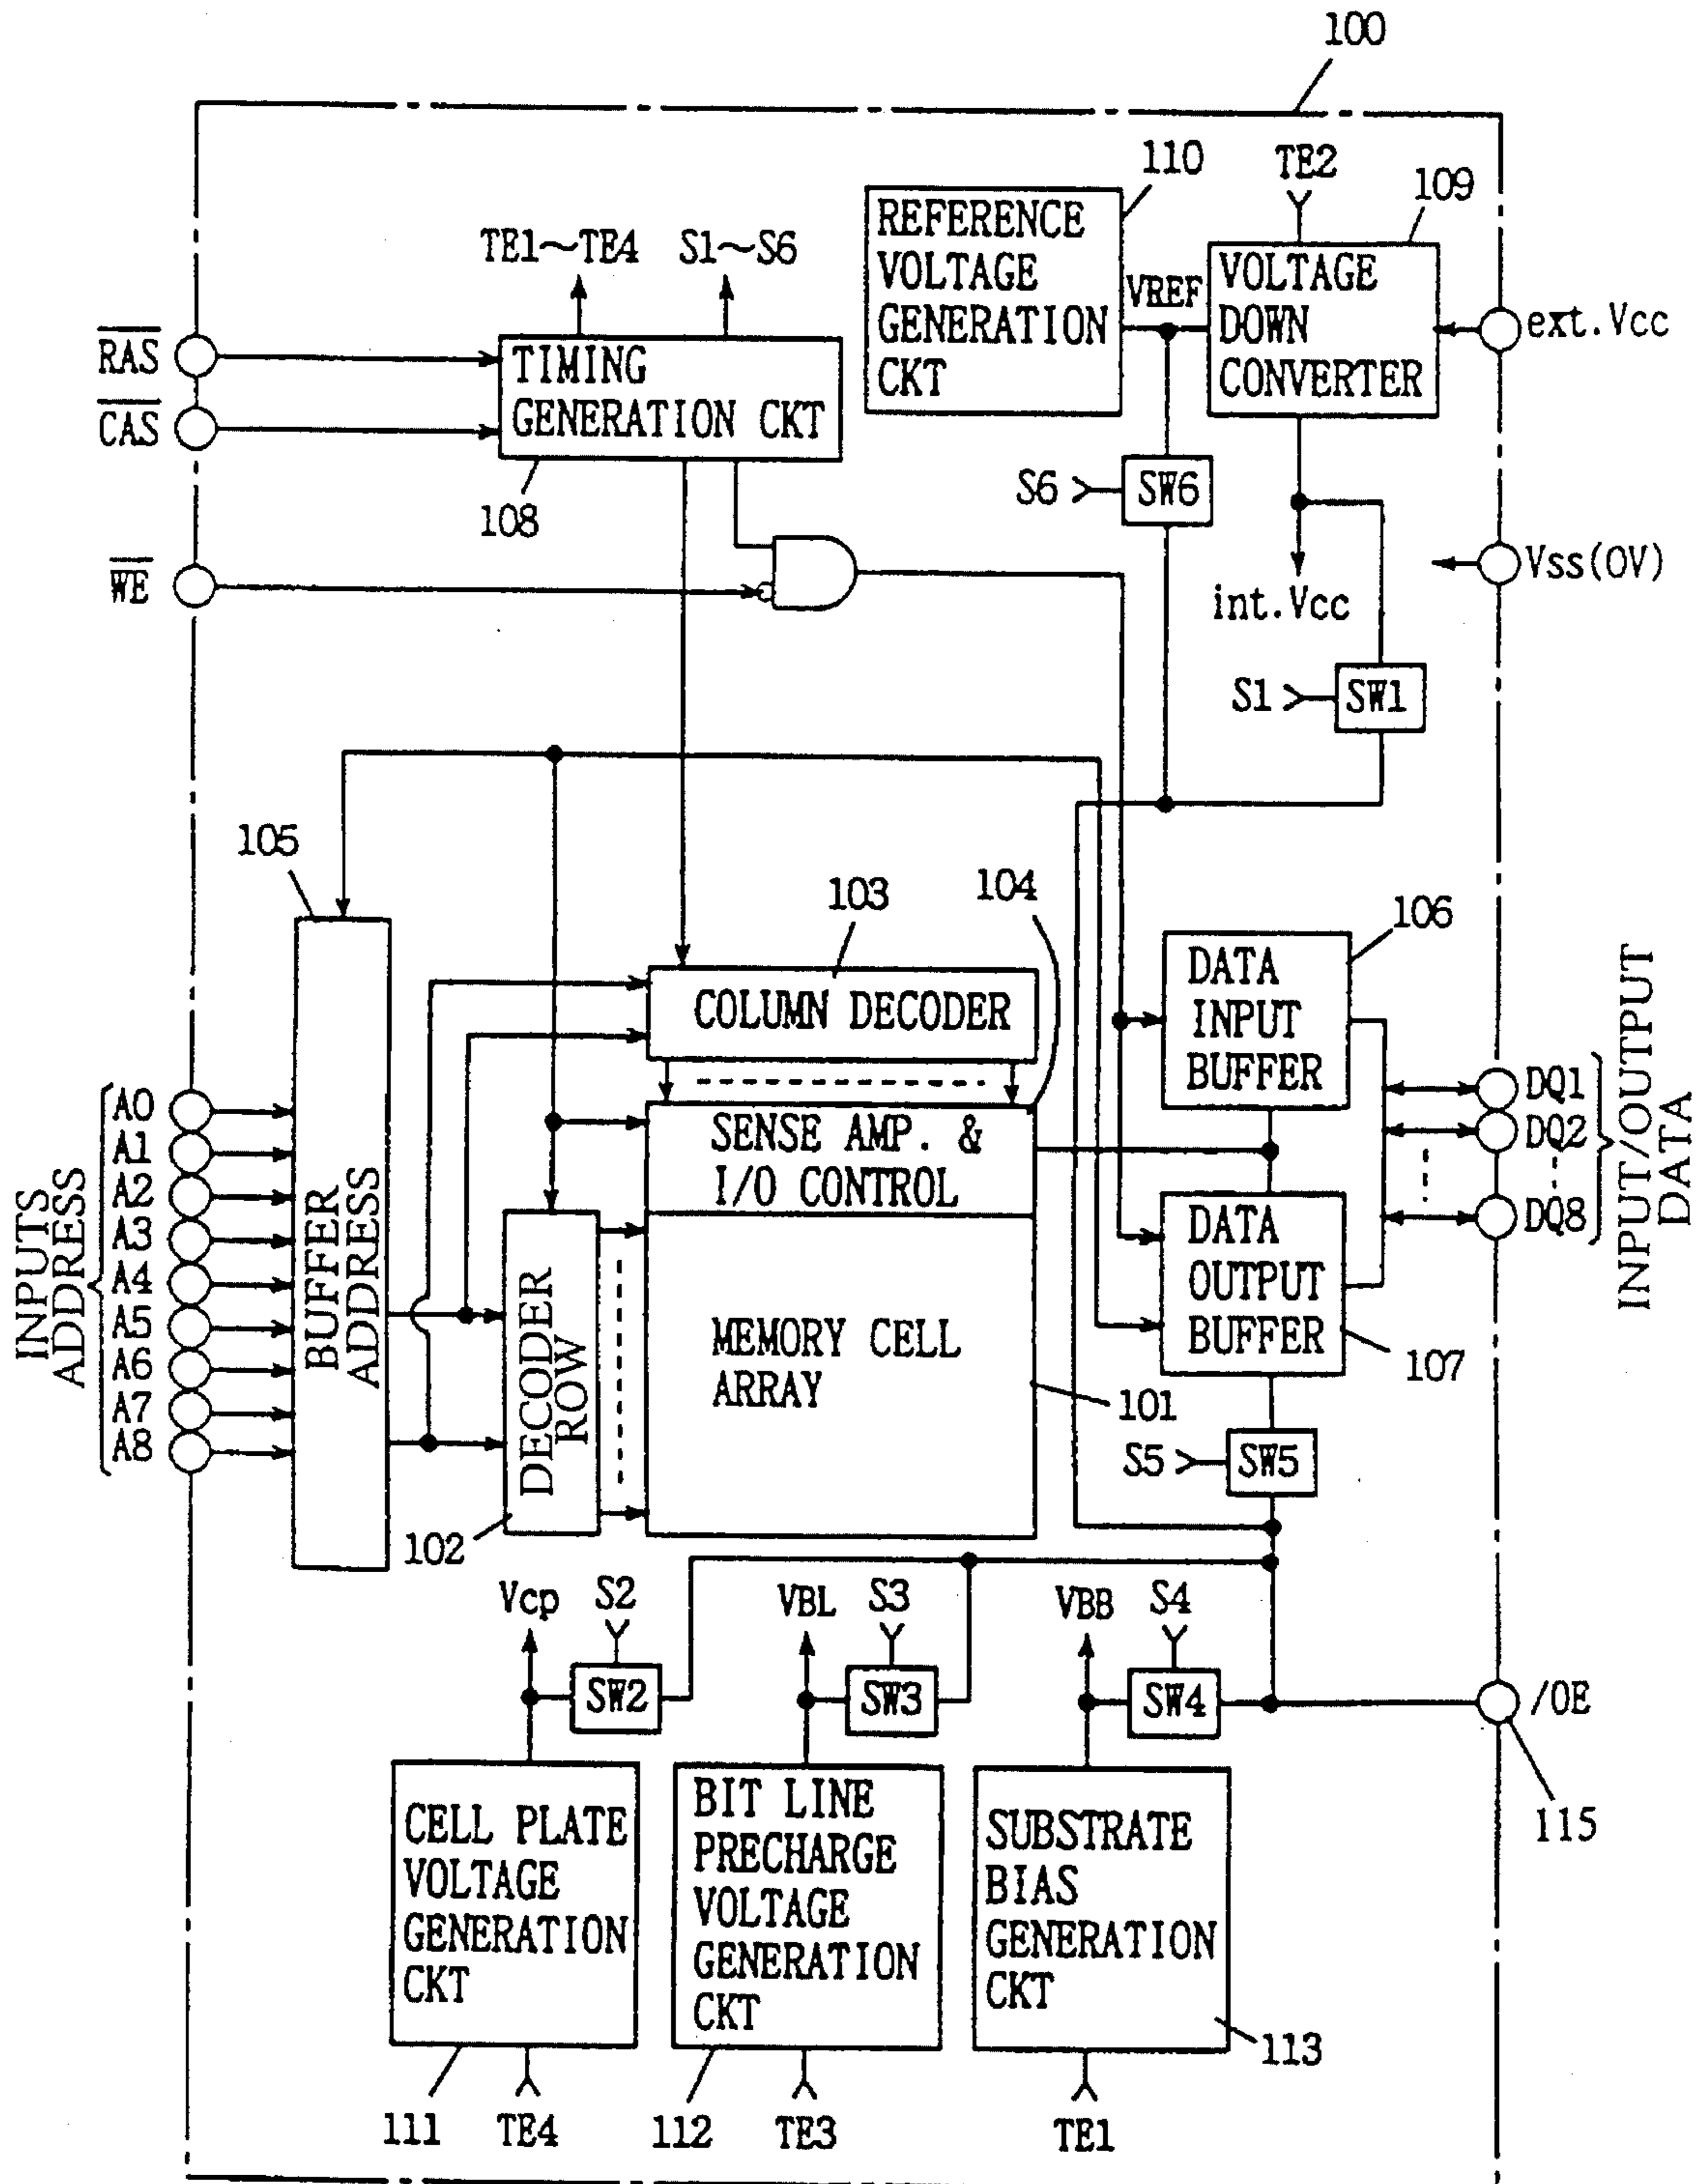 100
110
TE2
109
REFERENCE
VOLTAGE
GENERATION
CKT
VREF
VOLTAGE
DOWN
CONVERTER
ext.Vcc
TE1~TE4
S1~S6
RAS
CAS
TIMING
GENERATION CKT
108
S6
SW6
WE
int.Vcc
Vss(0V)
S1
SW1
105
103
104
106
COLUMN DECODER
DATA
INPUT
BUFFER
SENSE AMP. &
I/O CONTROL
INPUTS
ADDRESS
A0
A1
A2
A3
A4
A5
A6
A7
A8
BUFFER
ADDRESS
DECODER
ROW
102
MEMORY CELL
ARRAY
101
DATA
OUTPUT
BUFFER
107
DQ1
DQ2
DQ8
INPUT/OUTPUT
DATA
S5
SW5
Vcp
S2
SW2
VBL
S3
SW3
VBB
S4
SW4
/OE
115
CELL PLATE
VOLTAGE
GENERATION
CKT
BIT LINE
PRECHARGE
VOLTAGE
GENERATION
CKT
SUBSTRATE
BIAS
GENERATION
CKT
113
111
TE4
112
TE3
TE1